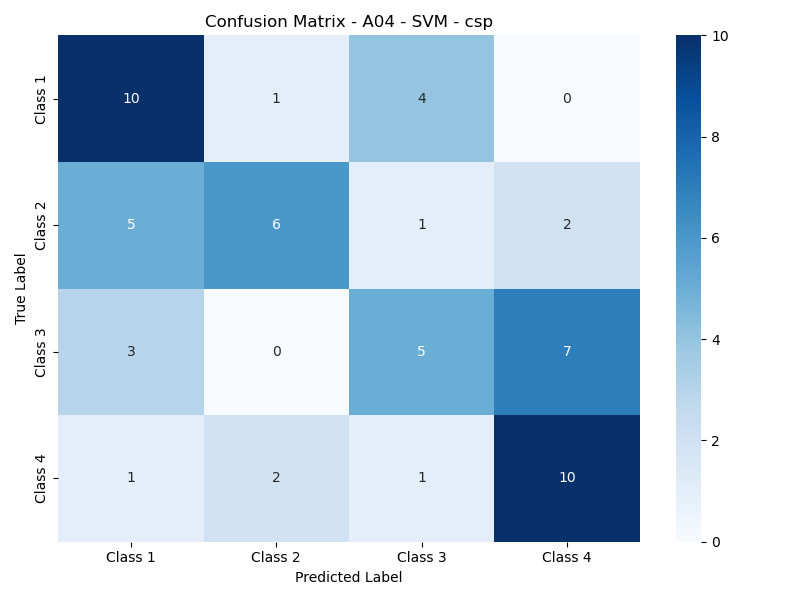 Confusion Matrix - A04 - SVM - csp
True Label
Class 1
10 1 4 0
Class 2
5 6 1 2
Class 3
3 0 5 7
Class 4
1 2 1 10
Class 1 Class 2 Class 3 Class 4
Predicted Label
10
8
6
4
2
0